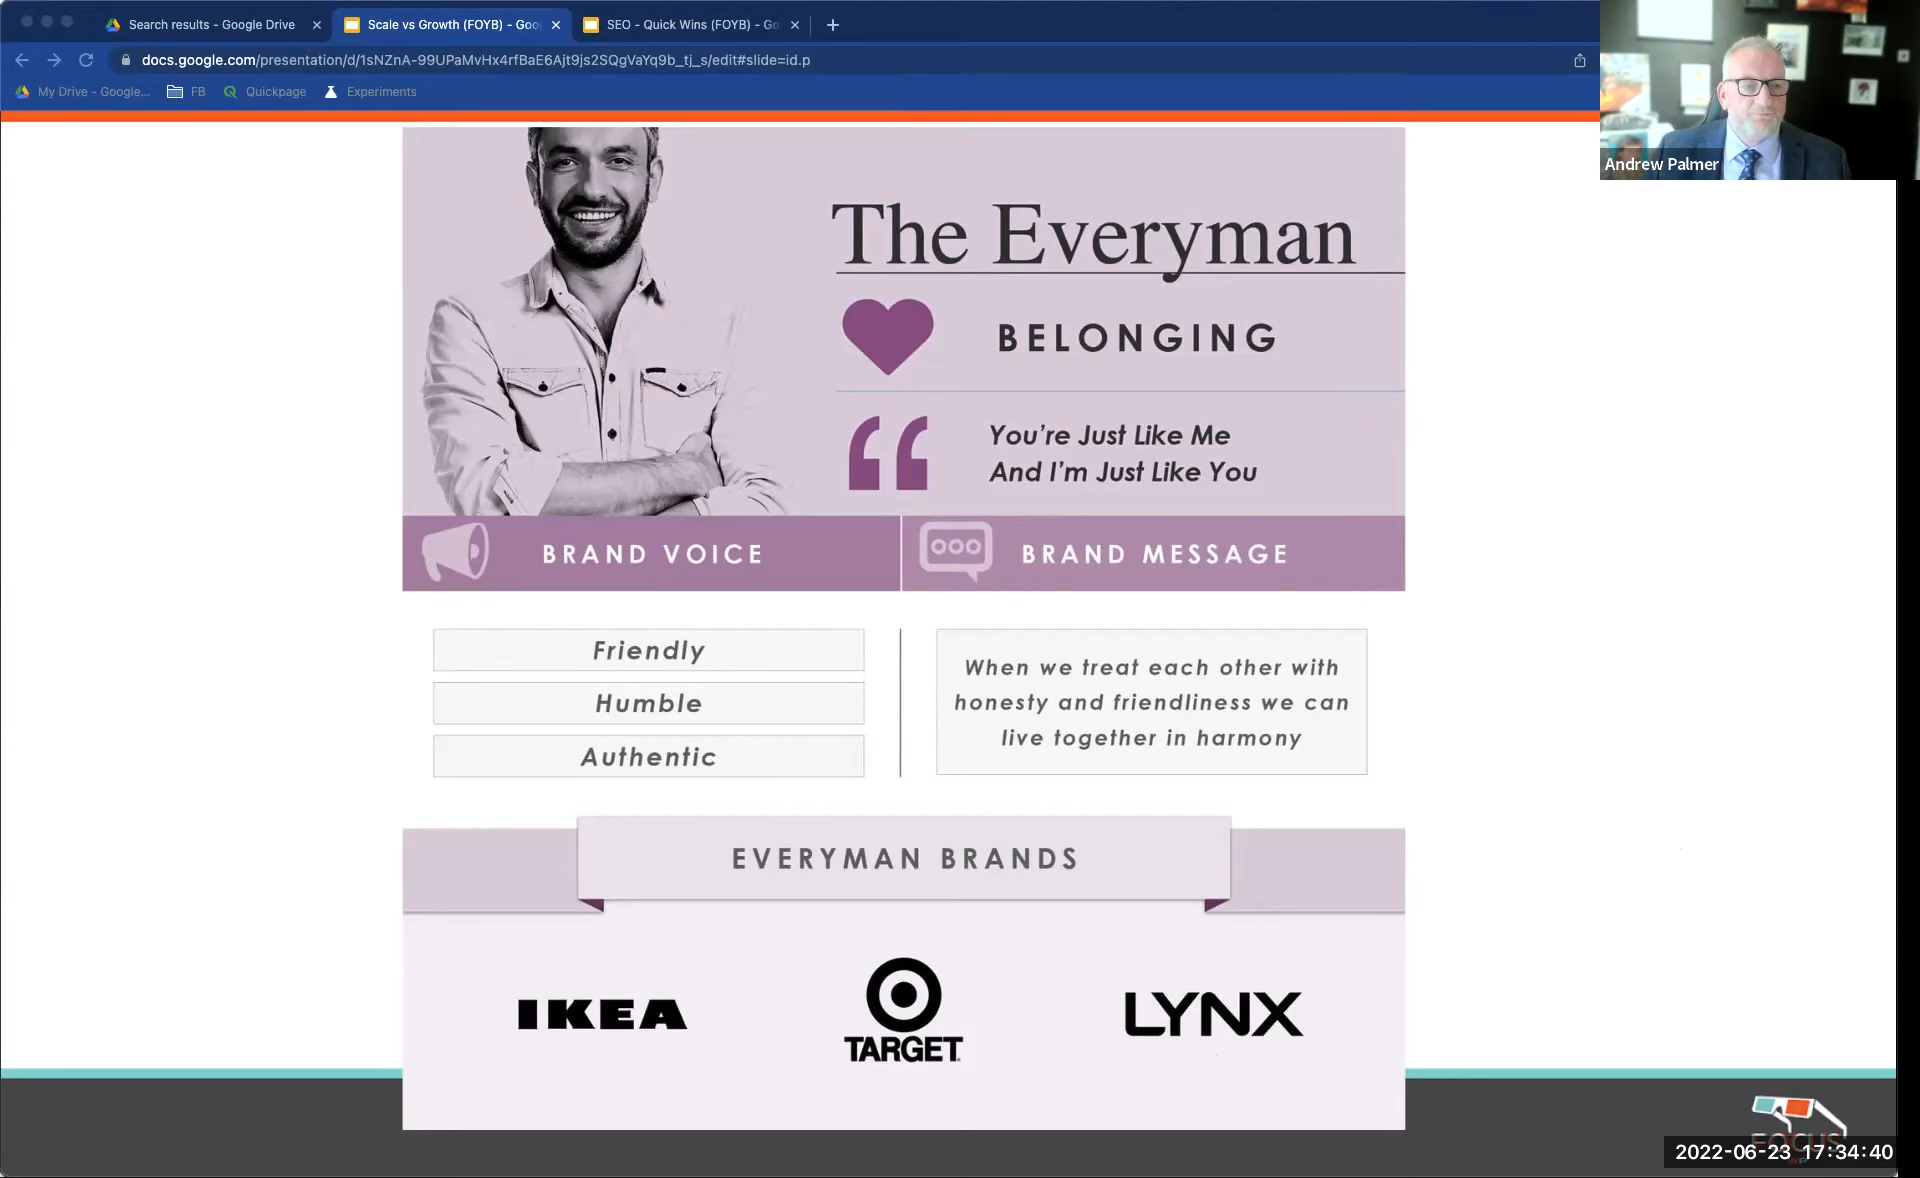 Search results - Google Drive
Scale vs Growth (FOYB) - Goo
SEO - Quick Wins (FOYB) - Go
docs.google.com/presentation/d/1sNZnA-99UPaMvHx4rfBaE6Ajt9js2SQgVaYq9b_tj_s/edit#slide=id.p
My Drive - Google...
FB
Quickpage
Experiments
Andrew Palmer
The Everyman
BELONGING
You're Just Like Me
And I'm Just Like You
BRAND VOICE
BRAND MESSAGE
Friendly
Humble
Authentic
When we treat each other with
honesty and friendliness we can
live together in harmony
EVERYMAN BRANDS
IKEA
TARGET
LYNX
FOCUS
WP
2022-06-23 17:34:40